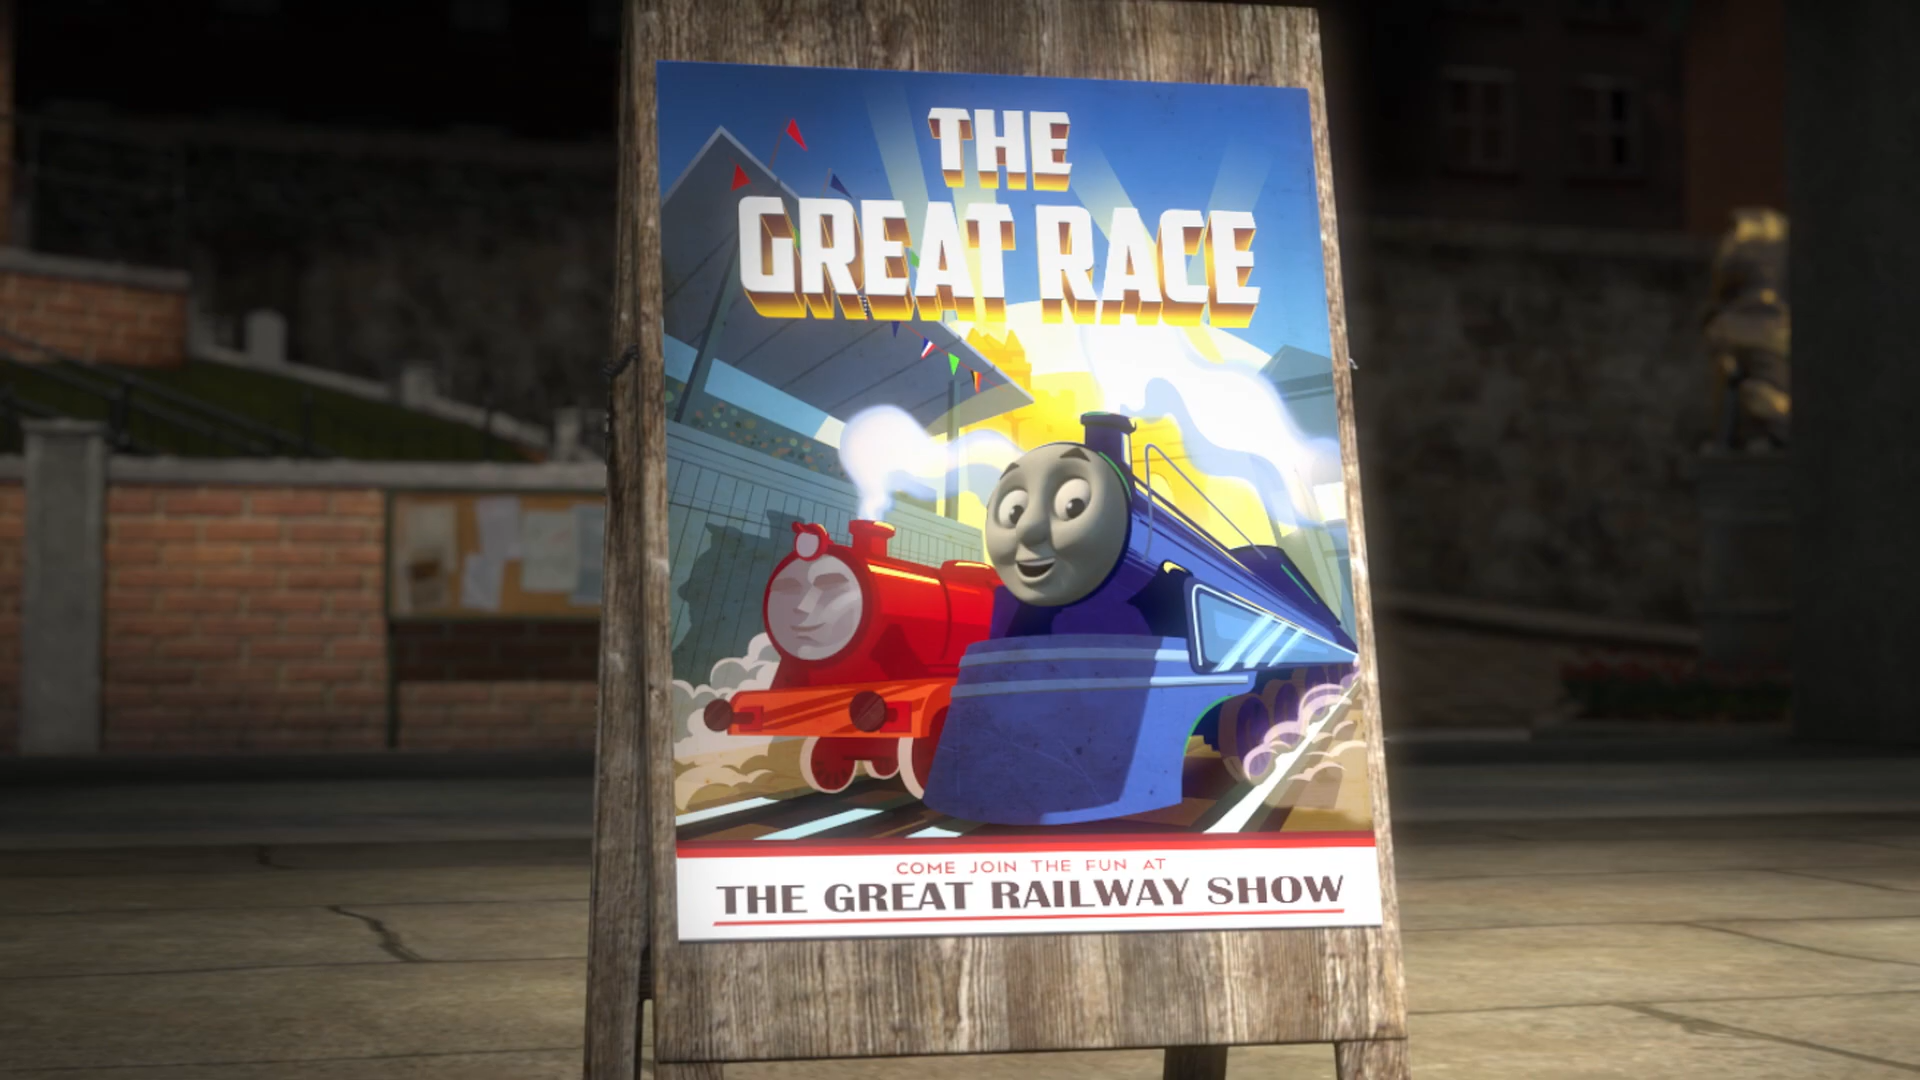 THE
GREAT RACE
COME JOIN THE FUN AT
THE GREAT RAILWAY SHOW